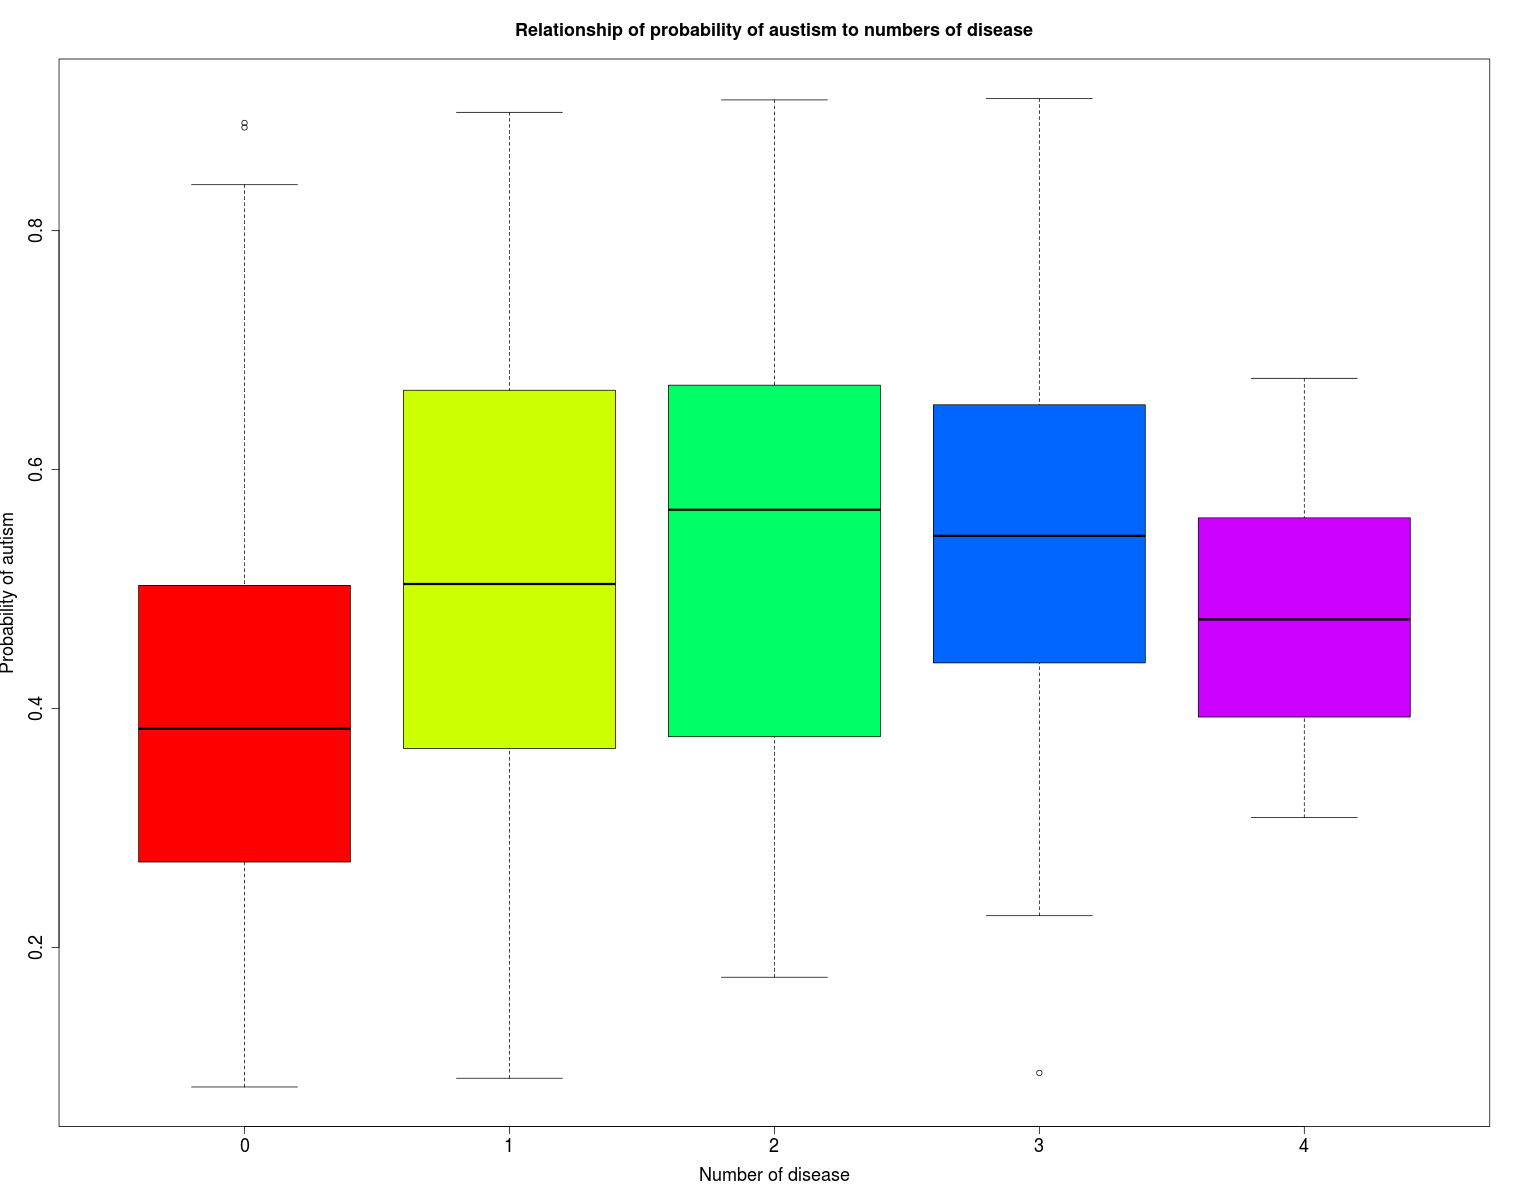 Relationship of probability of austism to numbers of disease
0.8
0.6
0.4
0.2
Probability of autism
0 1 2 3 4
Number of disease